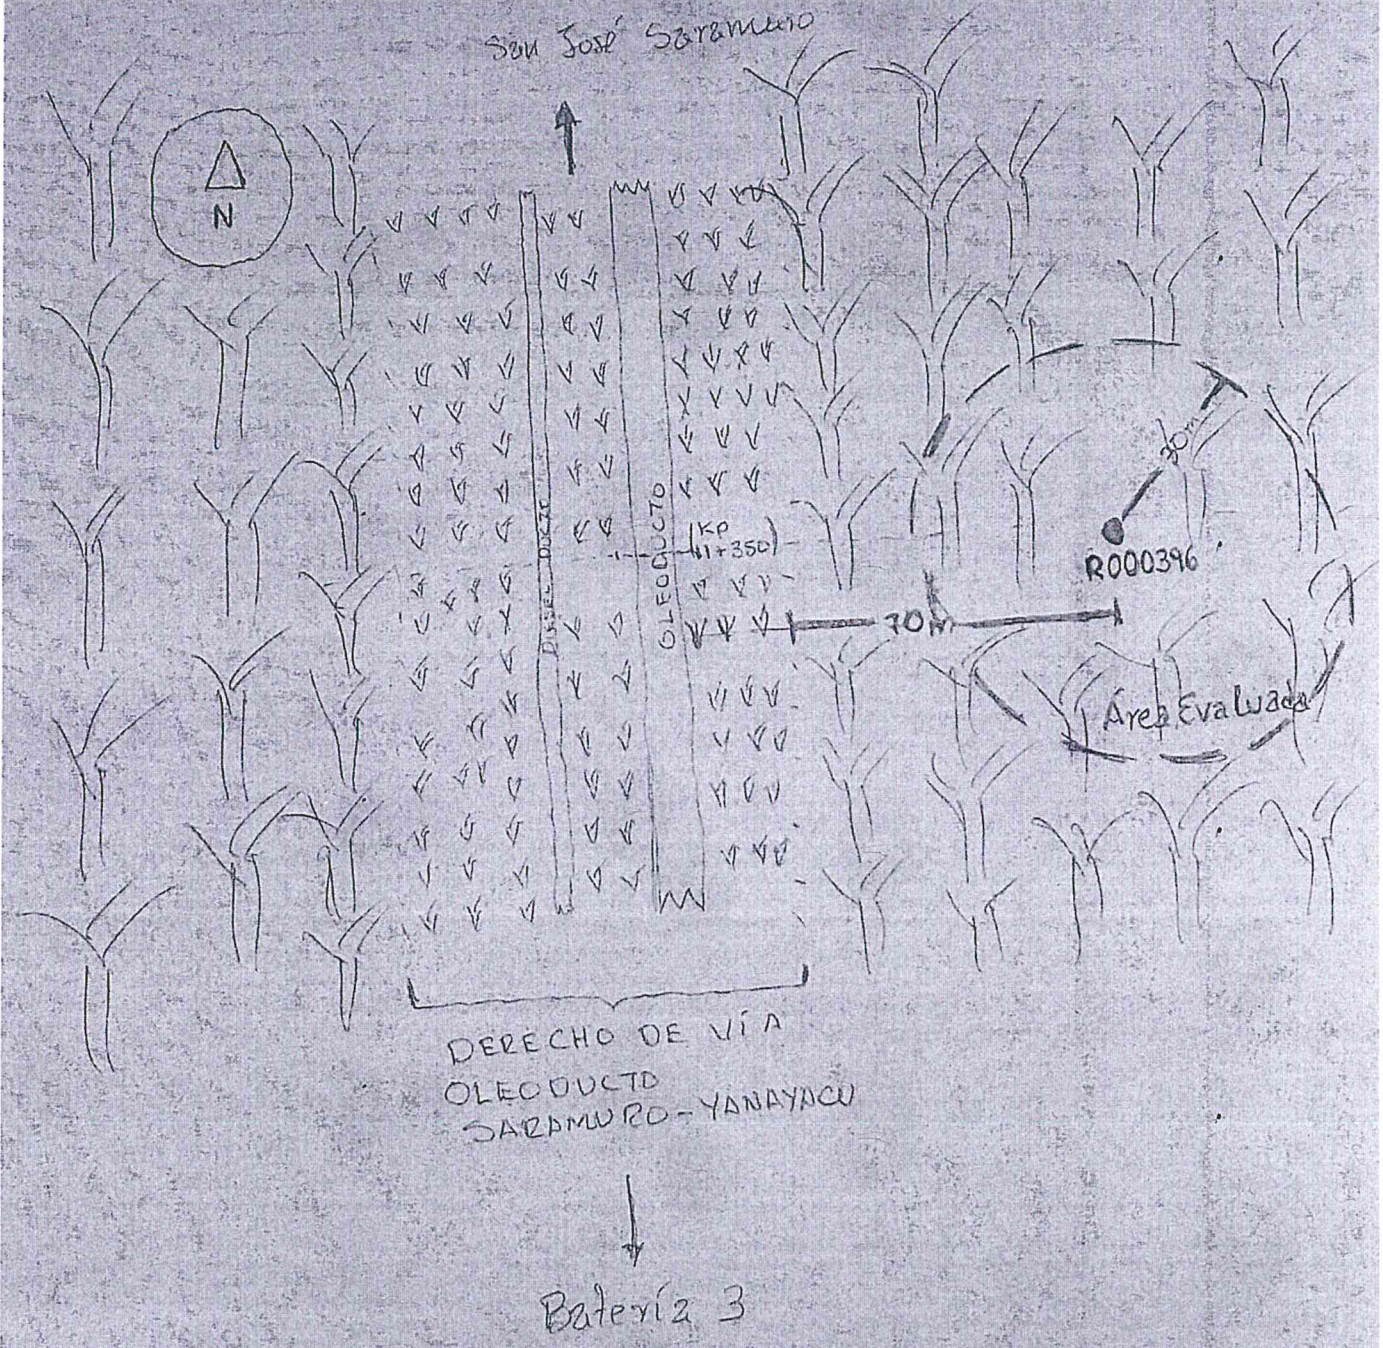 San José Saramuro
N
DIESEL DUCTO
OLEODUCTO
(KP
11+350)
30m
R000396
70m
Área Evaluada
DERECHO DE VÍA
OLEODUCTO
SARAMURO-YANAYACU
Batería 3